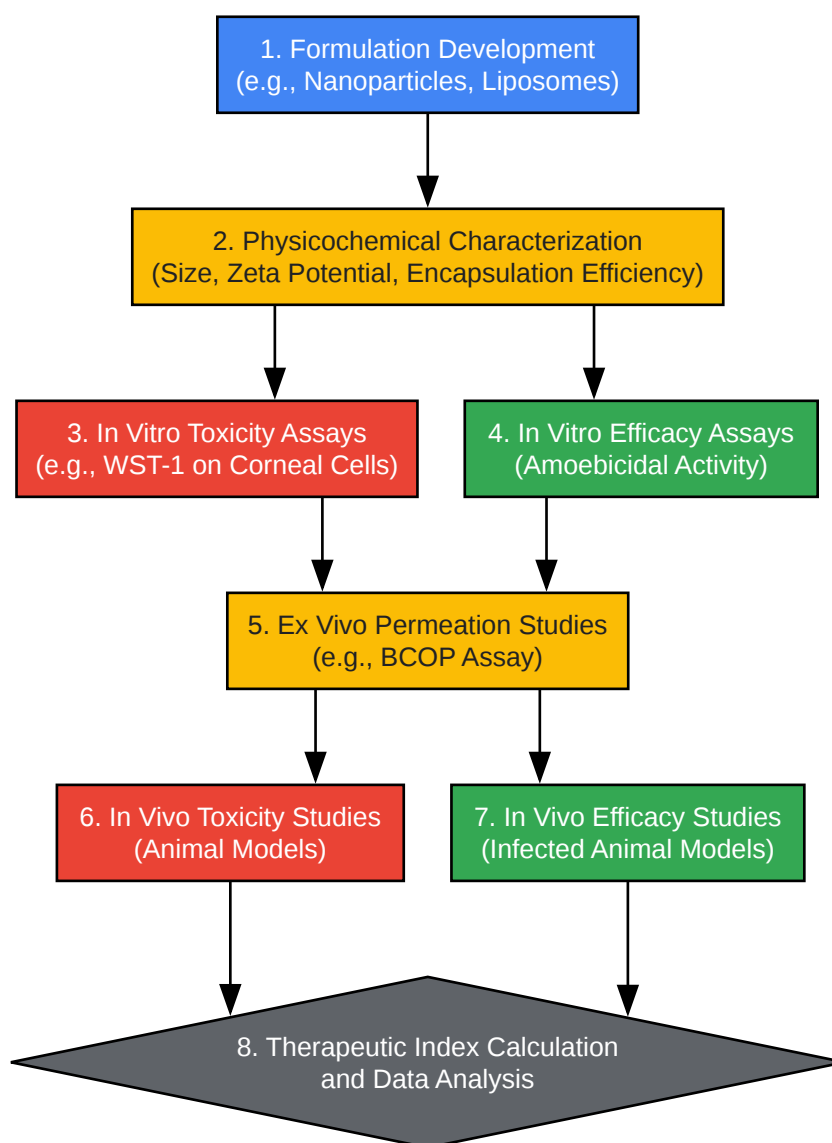 1. Formulation Development
(e.g., Nanoparticles, Liposomes)
2. Physicochemical Characterization
(Size, Zeta Potential, Encapsulation Efficiency)
3. In Vitro Toxicity Assays
(e.g., WST-1 on Corneal Cells)
4. In Vitro Efficacy Assays
(Amoebicidal Activity)
5. Ex Vivo Permeation Studies
(e.g., BCOP Assay)
6. In Vivo Toxicity Studies
(Animal Models)
7. In Vivo Efficacy Studies
(Infected Animal Models)
8. Therapeutic Index Calculation
and Data Analysis